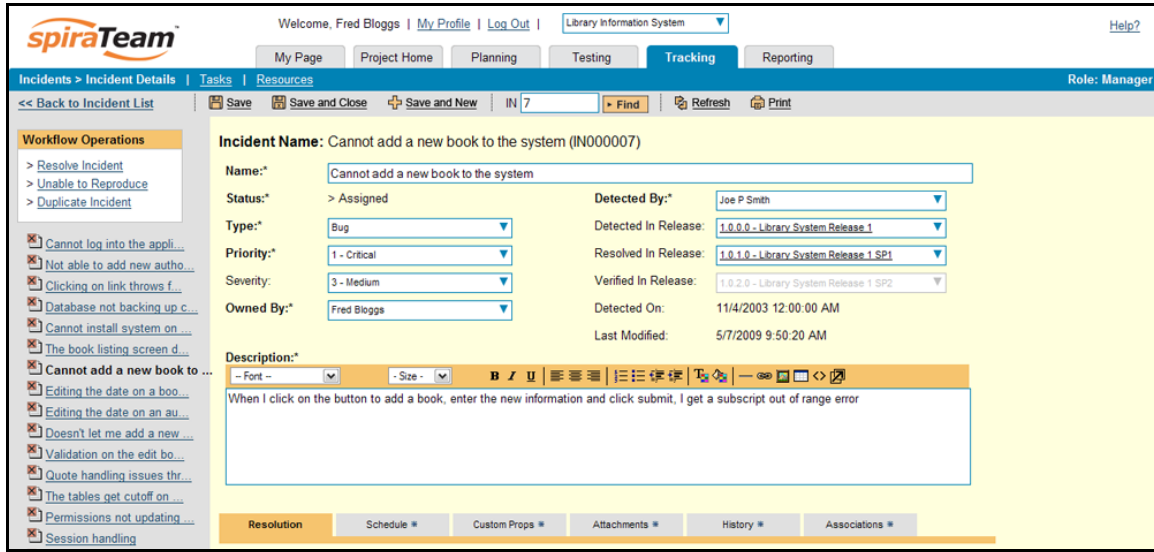 spiraTeam
Welcome, Fred Bloggs | My Profile | Log Out | Library Information System Help?
My Page Project Home Planning Testing Tracking Reporting
Incidents > Incident Details | Tasks | Resources Role: Manager
<< Back to Incident List Save Save and Close Save and New IN 7 Find Refresh Print
Workflow Operations
> Resolve Incident
> Unable to Reproduce
> Duplicate Incident
Cannot log into the appli...
Not able to add new autho...
Clicking on link throws f...
Database not backing up c...
Cannot install system on ...
The book listing screen d...
Cannot add a new book to ...
Editing the date on a boo...
Editing the date on an au...
Doesn't let me add a new ...
Validation on the edit bo...
Quote handling issues thr...
The tables get cutoff on ...
Permissions not updating ...
Session handling
Incident Name: Cannot add a new book to the system (IN000007)
Name:* Cannot add a new book to the system
Status:* > Assigned Detected By:* Joe P Smith
Type:* Bug Detected In Release: 1.0.0.0 - Library System Release 1
Priority:* 1 - Critical Resolved In Release: 1.0.1.0 - Library System Release 1 SP1
Severity: 3 - Medium Verified In Release: 1.0.2.0 - Library System Release 1 SP2
Owned By:* Fred Bloggs Detected On: 11/4/2003 12:00:00 AM
Last Modified: 5/7/2009 9:50:20 AM
Description:*
-- Font -- - Size - B I U
When I click on the button to add a book, enter the new information and click submit, I get a subscript out of range error
Resolution Schedule Custom Props Attachments History Associations